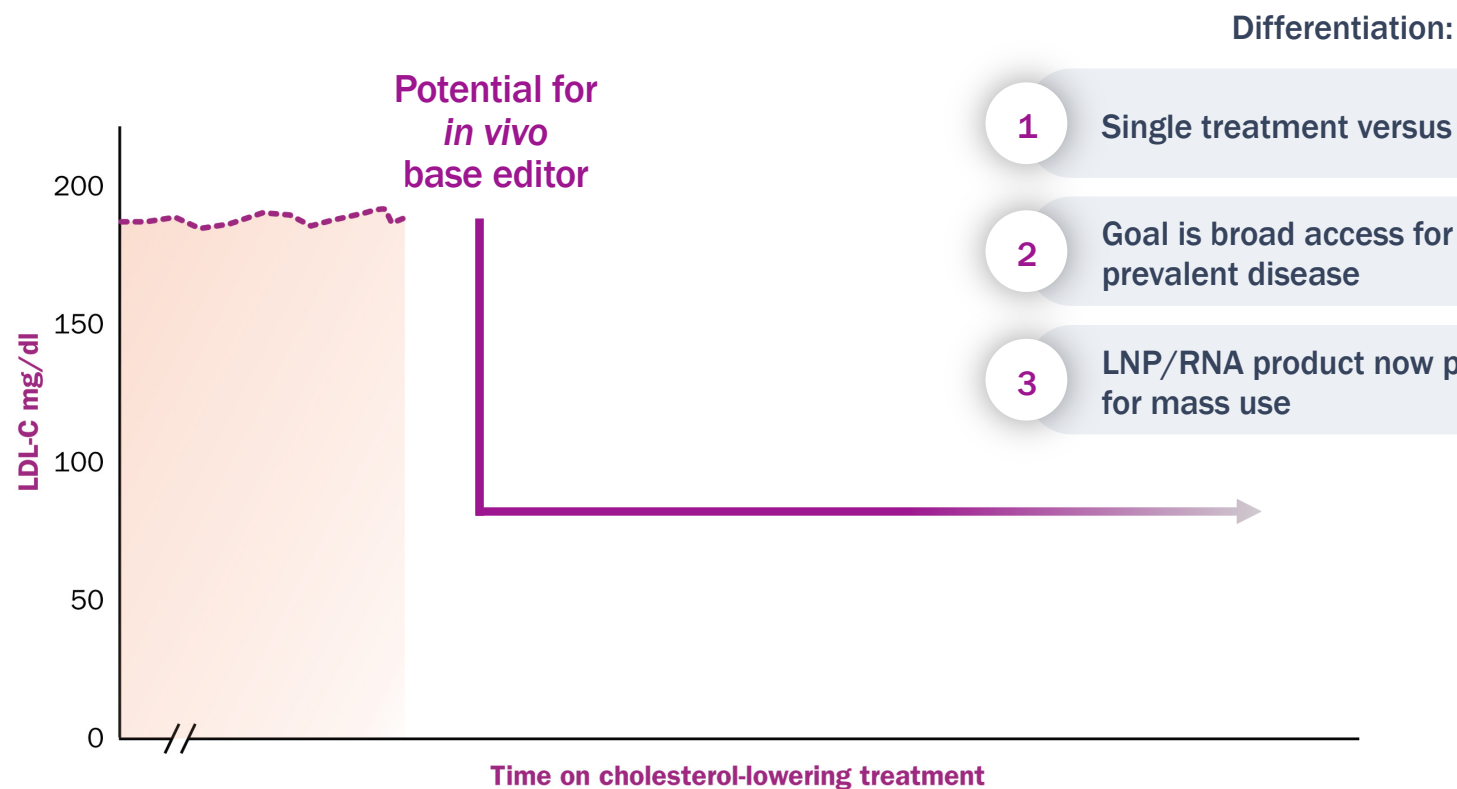 Differentiation:
Potential for
in vivo
base editor
1
Single treatment versus
2
Goal is broad access for
prevalent disease
3
LNP/RNA product now
for mass use
LDL-C mg/dl
200
150
100
50
0
Time on cholesterol-lowering treatment